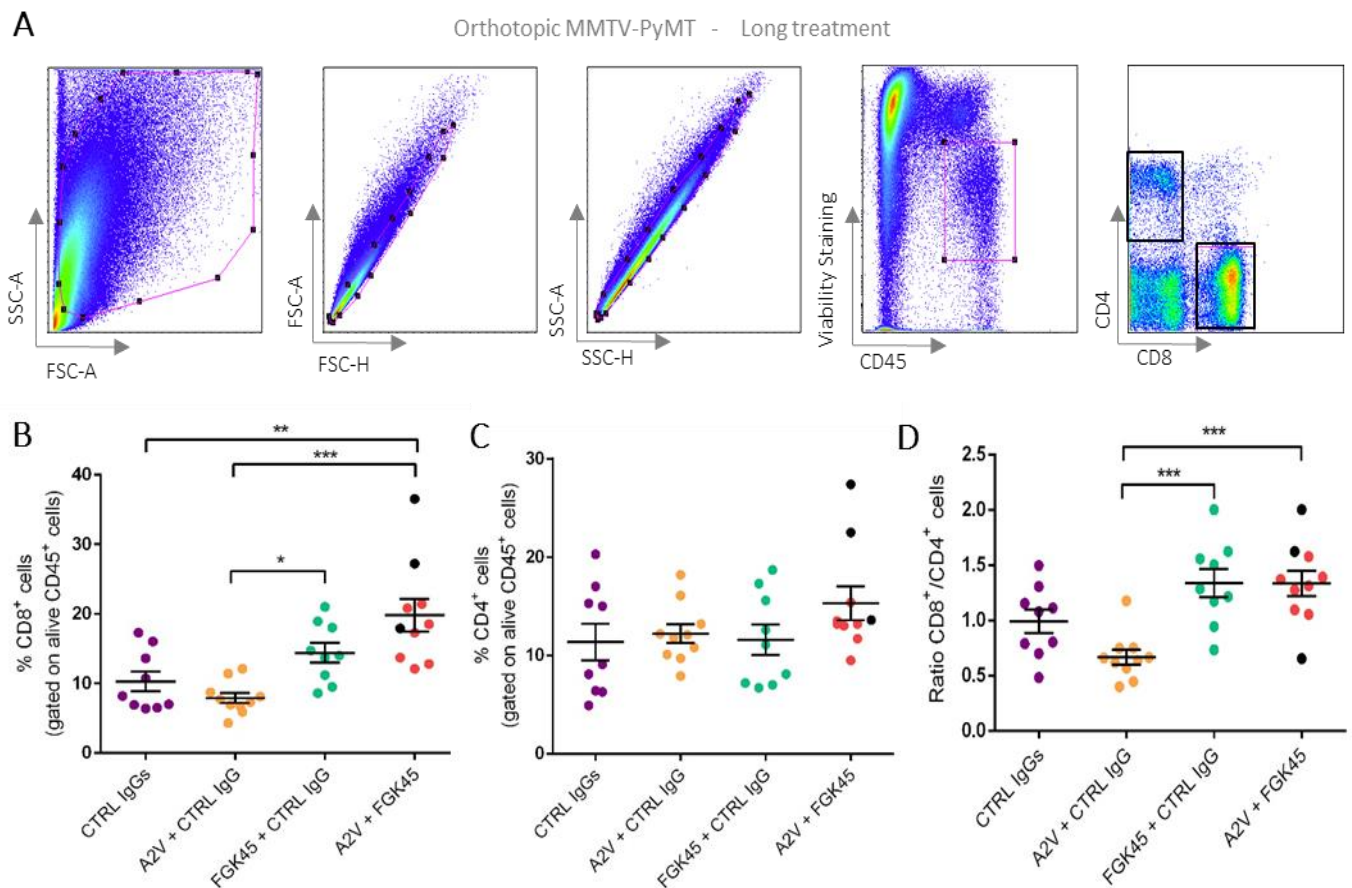 A
Orthotopic MMTV-PyMT - Long treatment
SSC-A
FSC-A
FSC-A
FSC-H
SSC-A
SSC-H
Viability Staining
CD45
CD4
CD8
B
**
***
*
% CD8⁺ cells
(gated on alive CD45⁺ cells)
40
30
20
10
0
CTRL IgGs
A2V + CTRL IgG
FGK45 + CTRL IgG
A2V + FGK45
C
% CD4⁺ cells
(gated on alive CD45⁺ cells)
30
20
10
0
CTRL IgGs
A2V + CTRL IgG
FGK45 + CTRL IgG
A2V + FGK45
D
***
***
Ratio CD8⁺/CD4⁺ cells
2.5
2.0
1.5
1.0
0.5
0.0
CTRL IgGs
A2V + CTRL IgG
FGK45 + CTRL IgG
A2V + FGK45